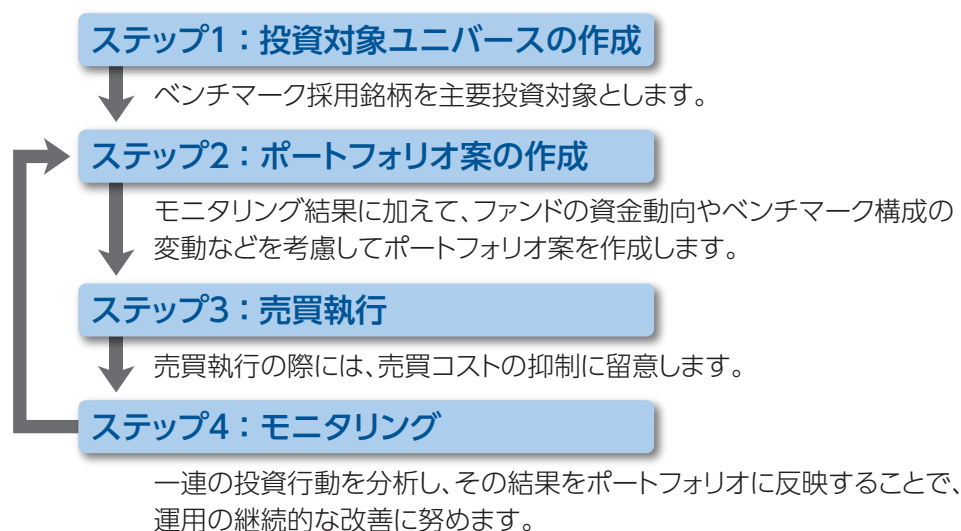 ステップ1：投資対象ユニバースの作成
ベンチマーク採用銘柄を主要投資対象とします。
ステップ2：ポートフォリオ案の作成
モニタリング結果に加えて、ファンドの資金動向やベンチマーク構成の
変動などを考慮してポートフォリオ案を作成します。
ステップ3：売買執行
売買執行の際には、売買コストの抑制に留意します。
ステップ4：モニタリング
一連の投資行動を分析し、その結果をポートフォリオに反映することで、
運用の継続的な改善に努めます。